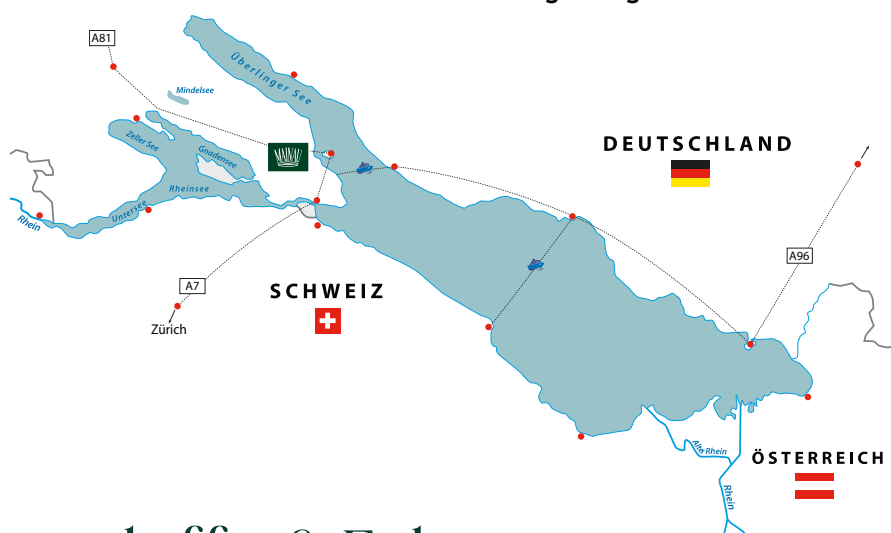 A81
Überlinger See
Mindelsee
Zeller See
Gnadensee
MAINAU
DEUTSCHLAND
Rheinsee
Untersee
Rhein
A96
A7
SCHWEIZ
Zürich
Alter Rhein
ÖSTERREICH
Rhein